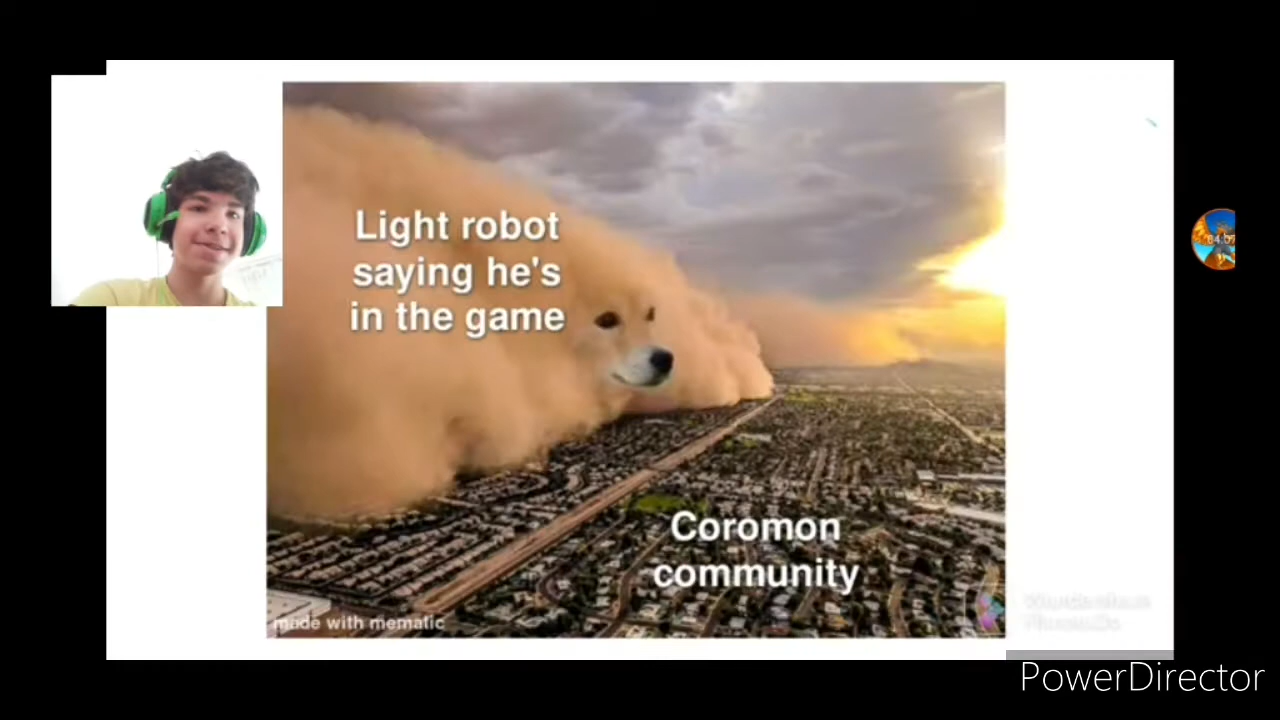 Light robot
saying he's
in the game
Coromon
community
made with mematic
PowerDirector